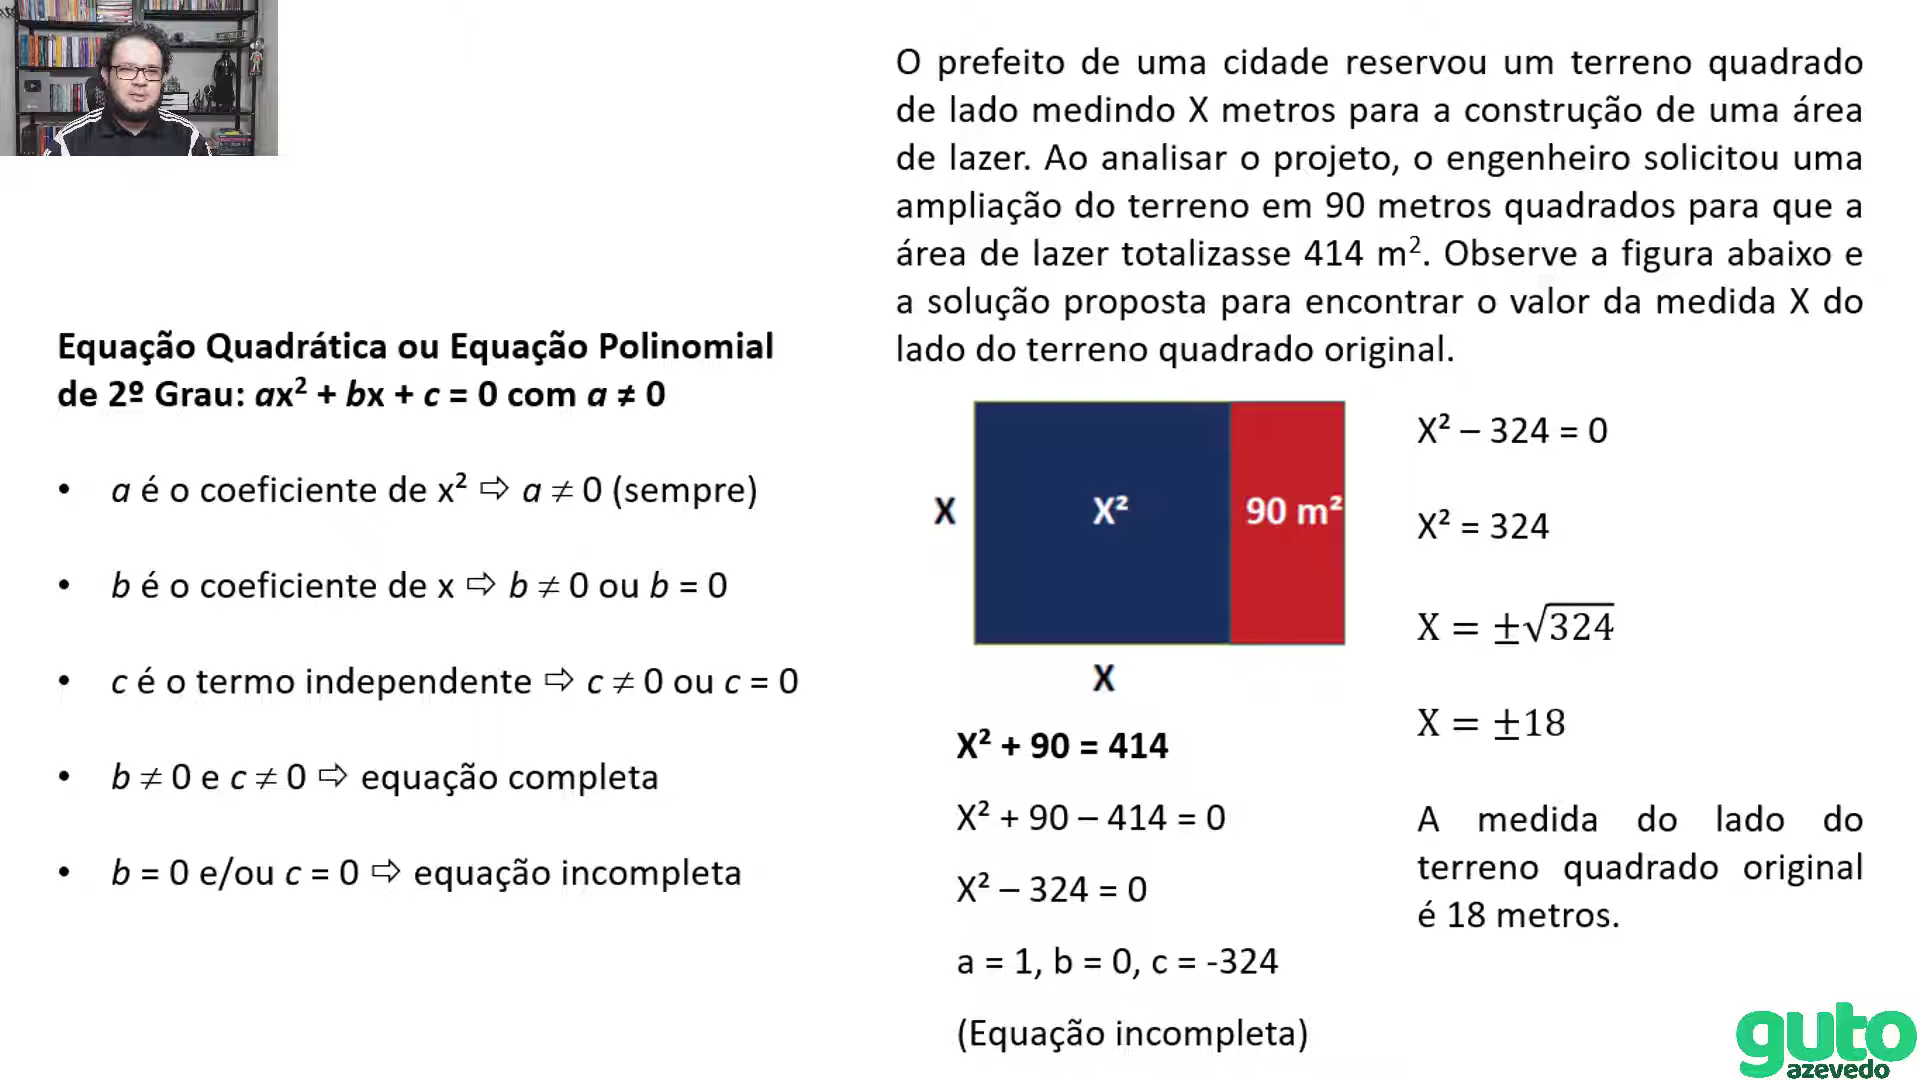 Equação Quadrática ou Equação Polinomial
de 2º Grau: ax² + bx + c = 0 com a ≠ 0
• a é o coeficiente de x² ⇨ a ≠ 0 (sempre)
• b é o coeficiente de x ⇨ b ≠ 0 ou b = 0
• c é o termo independente ⇨ c ≠ 0 ou c = 0
• b ≠ 0 e c ≠ 0 ⇨ equação completa
• b = 0 e/ou c = 0 ⇨ equação incompleta
O prefeito de uma cidade reservou um terreno quadrado
de lado medindo X metros para a construção de uma área
de lazer. Ao analisar o projeto, o engenheiro solicitou uma
ampliação do terreno em 90 metros quadrados para que a
área de lazer totalizasse 414 m². Observe a figura abaixo e
a solução proposta para encontrar o valor da medida X do
lado do terreno quadrado original.
X
X²
90 m²
X
X² + 90 = 414
X² + 90 – 414 = 0
X² – 324 = 0
a = 1, b = 0, c = -324
(Equação incompleta)
X² – 324 = 0
X² = 324
X = ±√324
X = ±18
A medida do lado do
terreno quadrado original
é 18 metros.
guto
azevedo